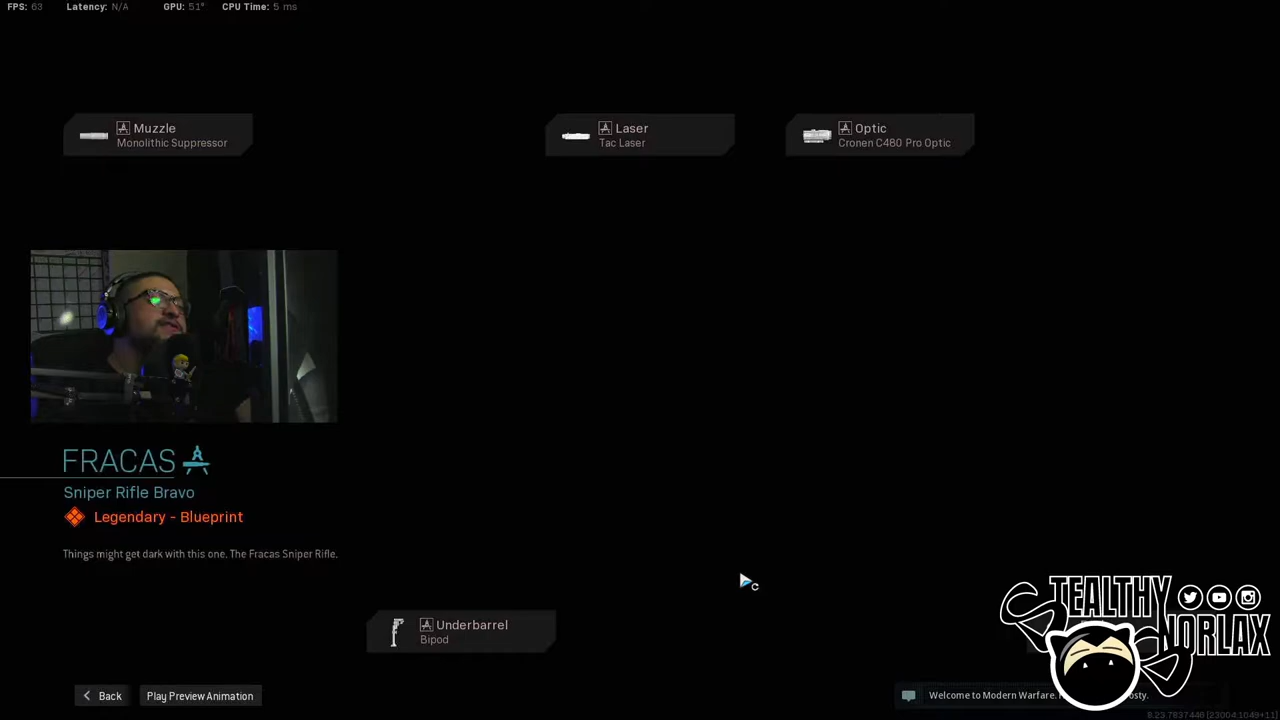 FPS: 63 Latency: N/A GPU: 51° CPU Time: 5 ms
Muzzle
Monolithic Suppressor
Laser
Tac Laser
Optic
Cronen C480 Pro Optic
FRACAS
Sniper Rifle Bravo
Legendary - Blueprint
Things might get dark with this one. The Fracas Sniper Rifle.
Underbarrel
Bipod
STEALTHY
SNORLAX
Back
Play Preview Animation
Welcome to Modern Warfare.